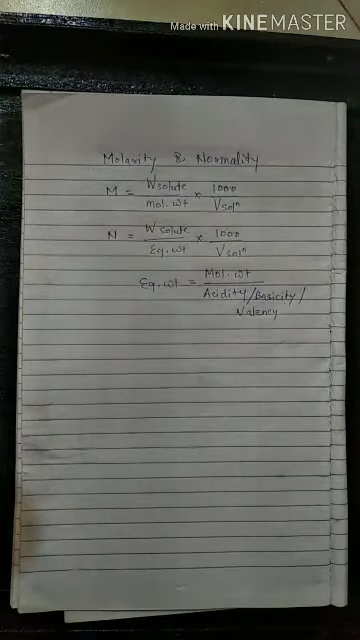 Made with KINEMASTER
Molarity & Normality
M = Wsolute / mol. wt × 1000 / Vsolⁿ
N = W solute / Eq. wt × 1000 / Vsolⁿ
Eq. wt = Mol. wt / Acidity/Basicity/
Valency